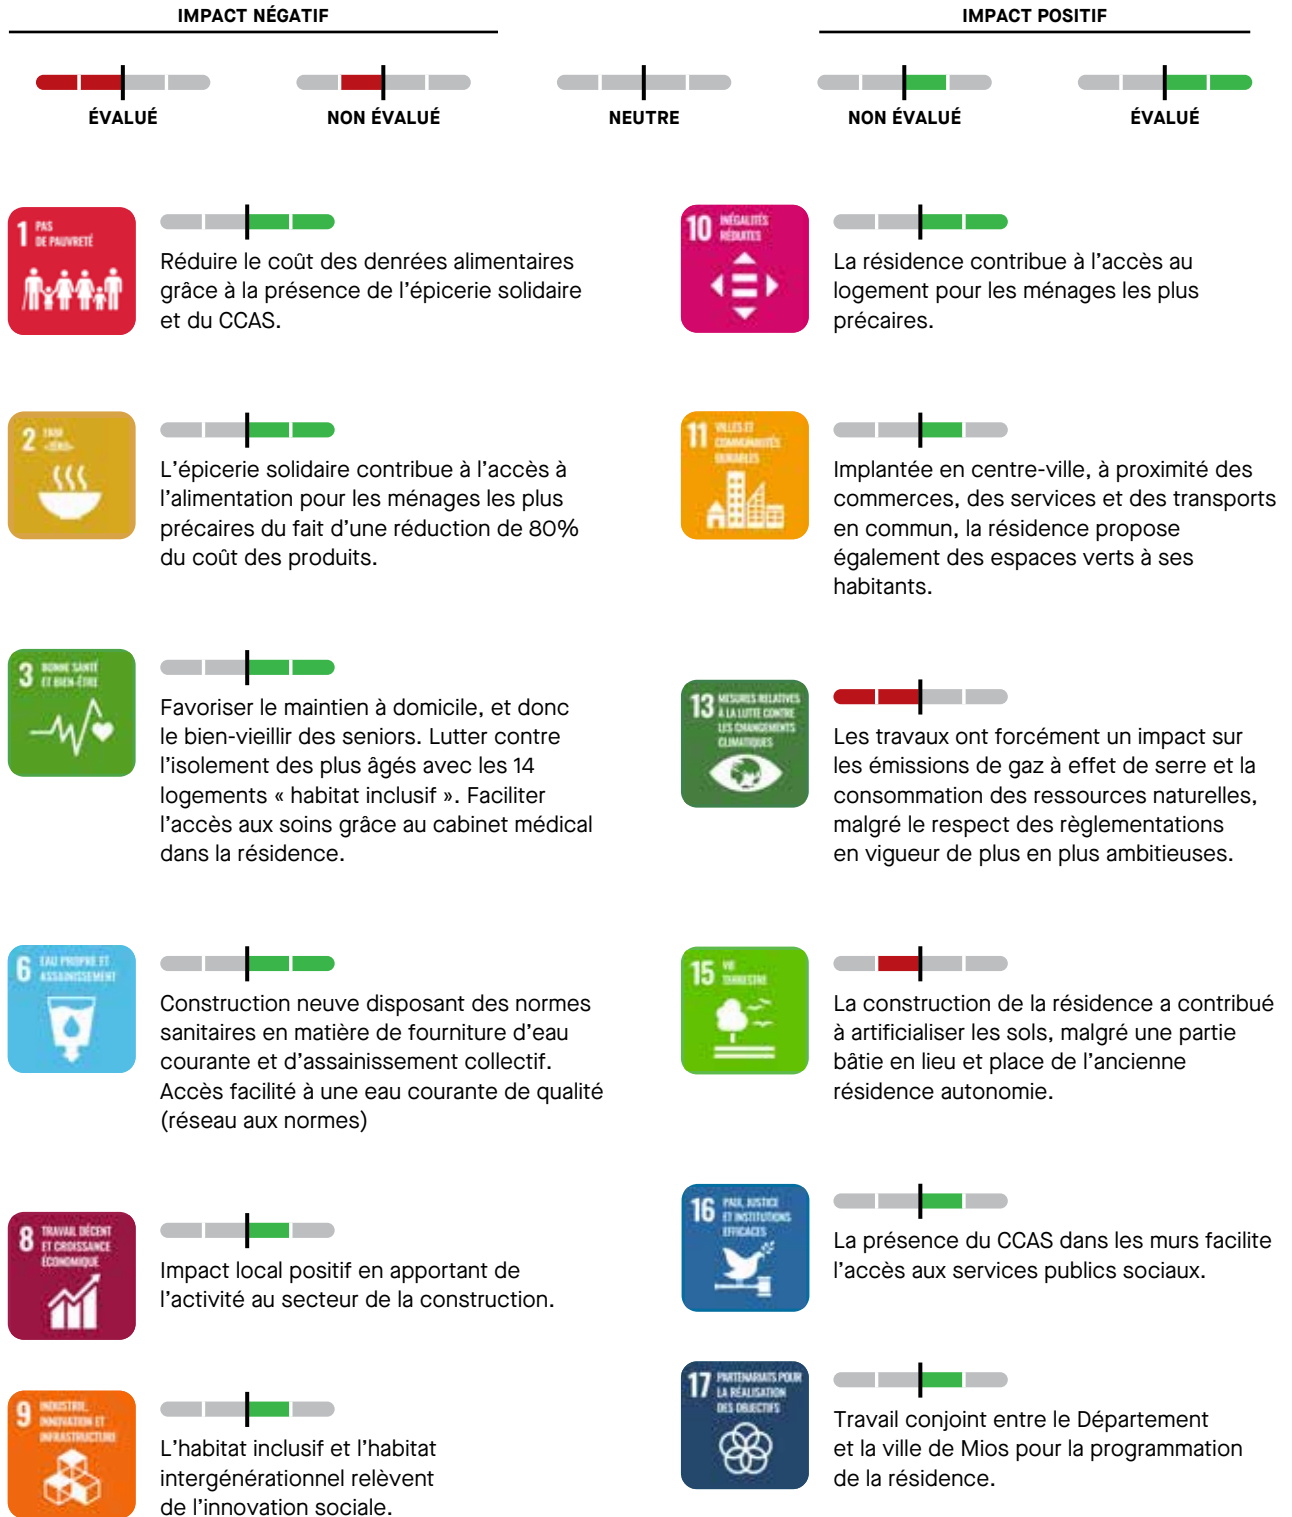 IMPACT NÉGATIF
IMPACT POSITIF
ÉVALUÉ
NON ÉVALUÉ
NEUTRE
NON ÉVALUÉ
ÉVALUÉ
1 PAS
DE PAUVRETÉ
Réduire le coût des denrées alimentaires
grâce à la présence de l'épicerie solidaire
et du CCAS.
2 FAIM
«ZÉRO»
L'épicerie solidaire contribue à l'accès à
l'alimentation pour les ménages les plus
précaires du fait d'une réduction de 80%
du coût des produits.
3 BONNE SANTÉ
ET BIEN-ÊTRE
Favoriser le maintien à domicile, et donc
le bien-vieillir des seniors. Lutter contre
l'isolement des plus âgés avec les 14
logements « habitat inclusif ». Faciliter
l'accès aux soins grâce au cabinet médical
dans la résidence.
6 EAU PROPRE ET
ASSAINISSEMENT
Construction neuve disposant des normes
sanitaires en matière de fourniture d'eau
courante et d'assainissement collectif.
Accès facilité à une eau courante de qualité
(réseau aux normes)
8 TRAVAIL DÉCENT
ET CROISSANCE
ÉCONOMIQUE
Impact local positif en apportant de
l'activité au secteur de la construction.
9 INDUSTRIE,
INNOVATION ET
INFRASTRUCTURE
L'habitat inclusif et l'habitat
intergénérationnel relèvent
de l'innovation sociale.
10 INÉGALITÉS
RÉDUITES
La résidence contribue à l'accès au
logement pour les ménages les plus
précaires.
11 VILLES ET
COMMUNAUTÉS
DURABLES
Implantée en centre-ville, à proximité des
commerces, des services et des transports
en commun, la résidence propose
également des espaces verts à ses
habitants.
13 MESURES RELATIVES
À LA LUTTE CONTRE
LES CHANGEMENTS
CLIMATIQUES
Les travaux ont forcément un impact sur
les émissions de gaz à effet de serre et la
consommation des ressources naturelles,
malgré le respect des règlementations
en vigueur de plus en plus ambitieuses.
15 VIE
TERRESTRE
La construction de la résidence a contribué
à artificialiser les sols, malgré une partie
bâtie en lieu et place de l'ancienne
résidence autonomie.
16 PAIX, JUSTICE
ET INSTITUTIONS
EFFICACES
La présence du CCAS dans les murs facilite
l'accès aux services publics sociaux.
17 PARTENARIATS POUR
LA RÉALISATION
DES OBJECTIFS
Travail conjoint entre le Département
et la ville de Mios pour la programmation
de la résidence.